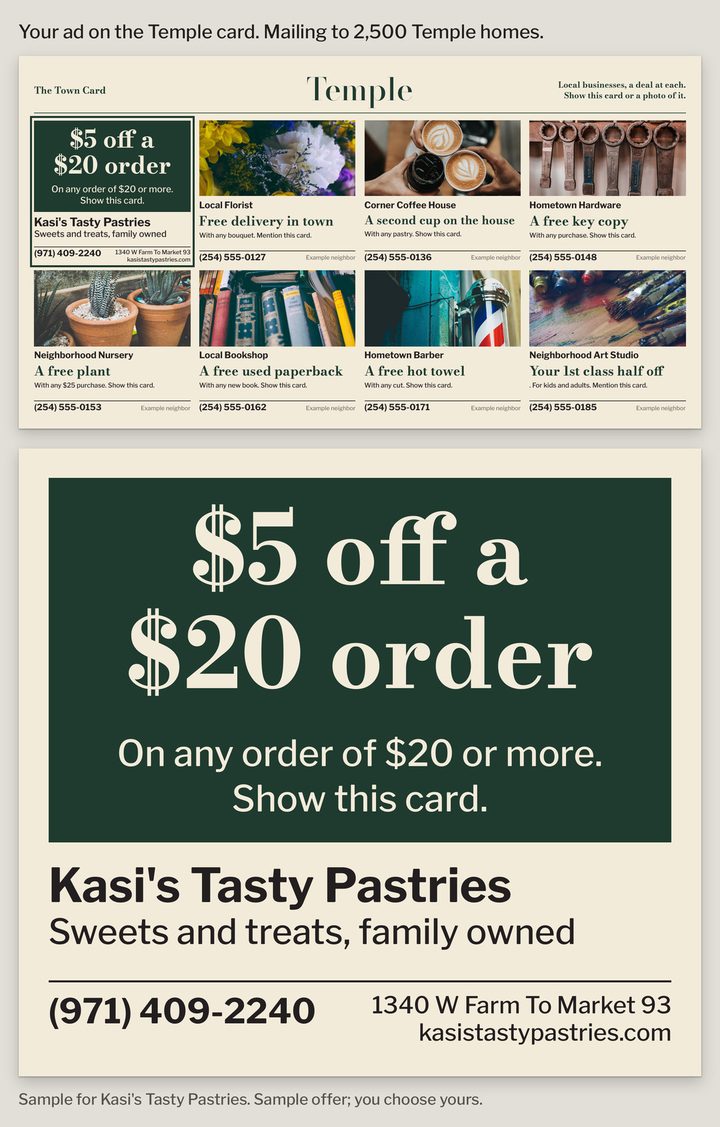 Your ad on the Temple card. Mailing to 2,500 Temple homes.
The Town Card
Temple
Local businesses, a deal at each.
Show this card or a photo of it.
$5 off a
$20 order
On any order of $20 or more.
Show this card.
Kasi's Tasty Pastries
Sweets and treats, family owned
(971) 409-2240
1340 W Farm To Market 93
kasistastypastries.com
Local Florist
Free delivery in town
With any bouquet. Mention this card.
(254) 555-0127
Example neighbor
Corner Coffee House
A second cup on the house
With any pastry. Show this card.
(254) 555-0136
Example neighbor
Hometown Hardware
A free key copy
With any purchase. Show this card.
(254) 555-0148
Example neighbor
Neighborhood Nursery
A free plant
With any $25 purchase. Show this card.
(254) 555-0153
Example neighbor
Local Bookshop
A free used paperback
With any new book. Show this card.
(254) 555-0162
Example neighbor
Hometown Barber
A free hot towel
With any cut. Show this card.
(254) 555-0171
Example neighbor
Neighborhood Art Studio
Your 1st class half off
. For kids and adults. Mention this card.
(254) 555-0185
Example neighbor
$5 off a
$20 order
On any order of $20 or more.
Show this card.
Kasi's Tasty Pastries
Sweets and treats, family owned
(971) 409-2240
1340 W Farm To Market 93
kasistastypastries.com
Sample for Kasi's Tasty Pastries. Sample offer; you choose yours.